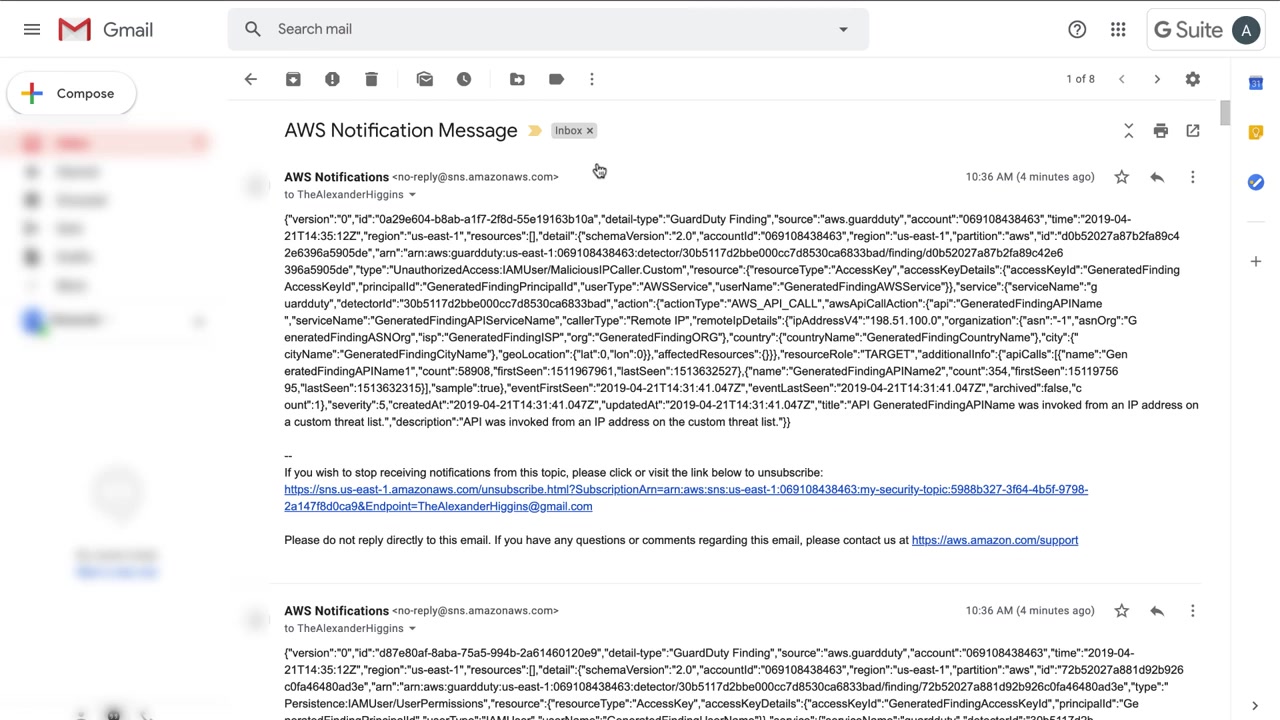 Gmail
Search mail
G Suite
A
Compose
1 of 8
31
AWS Notification Message
Inbox ×
AWS Notifications <no-reply@sns.amazonaws.com>
10:36 AM (4 minutes ago)
to TheAlexanderHiggins
{"version":"0","id":"0a29e604-b8ab-a1f7-2f8d-55e19163b10a","detail-type":"GuardDuty Finding","source":"aws.guardduty","account":"069108438463","time":"2019-04-
21T14:35:12Z","region":"us-east-1","resources":[],"detail":{"schemaVersion":"2.0","accountId":"069108438463","region":"us-east-1","partition":"aws","id":"d0b52027a87b2fa89c4
2e6396a5905de","arn":"arn:aws:guardduty:us-east-1:069108438463:detector/30b5117d2bbe000cc7d8530ca6833bad/finding/d0b52027a87b2fa89c42e6
396a5905de","type":"UnauthorizedAccess:IAMUser/MaliciousIPCaller.Custom","resource":{"resourceType":"AccessKey","accessKeyDetails":{"accessKeyId":"GeneratedFinding
AccessKeyId","principalId":"GeneratedFindingPrincipalId","userType":"AWSService","userName":"GeneratedFindingAWSService"}},"service":{"serviceName":"g
uardduty","detectorId":"30b5117d2bbe000cc7d8530ca6833bad","action":{"actionType":"AWS_API_CALL","awsApiCallAction":{"api":"GeneratedFindingAPIName
","serviceName":"GeneratedFindingAPIServiceName","callerType":"Remote IP","remoteIpDetails":{"ipAddressV4":"198.51.100.0","organization":{"asn":"-1","asnOrg":"G
eneratedFindingASNOrg","isp":"GeneratedFindingISP","org":"GeneratedFindingORG"},"country":{"countryName":"GeneratedFindingCountryName"},"city":{"
cityName":"GeneratedFindingCityName"},"geoLocation":{"lat":0,"lon":0}},"affectedResources":{}}},"resourceRole":"TARGET","additionalInfo":{"apiCalls":[{"name":"Gen
eratedFindingAPIName1","count":58908,"firstSeen":1511967961,"lastSeen":1513632527},{"name":"GeneratedFindingAPIName2","count":354,"firstSeen":15119756
95,"lastSeen":1513632315}],"sample":true},"eventFirstSeen":"2019-04-21T14:31:41.047Z","eventLastSeen":"2019-04-21T14:31:41.047Z","archived":false,"c
ount":1},"severity":5,"createdAt":"2019-04-21T14:31:41.047Z","updatedAt":"2019-04-21T14:31:41.047Z","title":"API GeneratedFindingAPIName was invoked from an IP address on
a custom threat list.","description":"API was invoked from an IP address on the custom threat list."}}
--
If you wish to stop receiving notifications from this topic, please click or visit the link below to unsubscribe:
https://sns.us-east-1.amazonaws.com/unsubscribe.html?SubscriptionArn=arn:aws:sns:us-east-1:069108438463:my-security-topic:5988b327-3f64-4b5f-9798-
2a147f8d0ca9&Endpoint=TheAlexanderHiggins@gmail.com
Please do not reply directly to this email. If you have any questions or comments regarding this email, please contact us at https://aws.amazon.com/support
AWS Notifications <no-reply@sns.amazonaws.com>
10:36 AM (4 minutes ago)
to TheAlexanderHiggins
{"version":"0","id":"d87e80af-8aba-75a5-994b-2a61460120e9","detail-type":"GuardDuty Finding","source":"aws.guardduty","account":"069108438463","time":"2019-04-
21T14:35:12Z","region":"us-east-1","resources":[],"detail":{"schemaVersion":"2.0","accountId":"069108438463","region":"us-east-1","partition":"aws","id":"72b52027a881d92b926
c0fa46480ad3e","arn":"arn:aws:guardduty:us-east-1:069108438463:detector/30b5117d2bbe000cc7d8530ca6833bad/finding/72b52027a881d92b926c0fa46480ad3e","type":"
Persistence:IAMUser/UserPermissions","resource":{"resourceType":"AccessKey","accessKeyDetails":{"accessKeyId":"GeneratedFindingAccessKeyId","principalId":"Ge